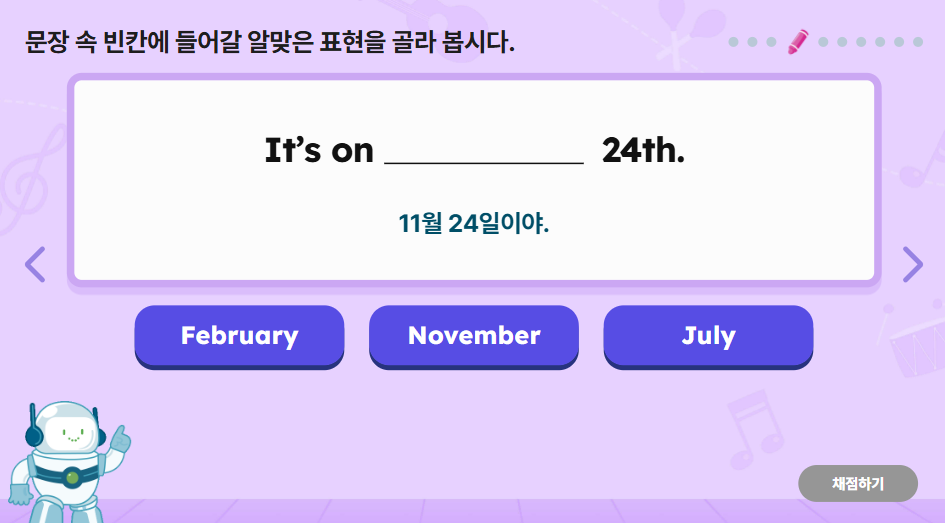 문장 속 빈칸에 들어갈 알맞은 표현을 골라 봅시다.
It's on ____________ 24th.
11월 24일이야.
February
November
July
채점하기